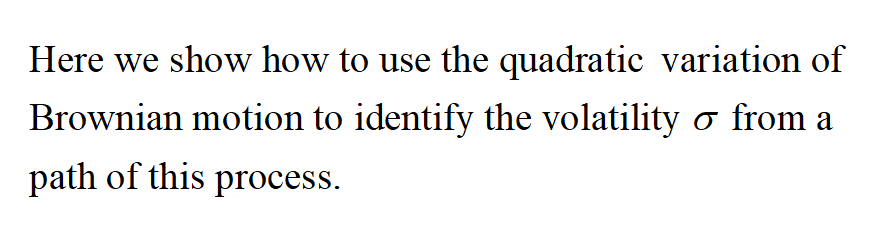 Here we show how to use the quadratic variation of
Brownian motion to identify the volatility σ from a
path of this process.